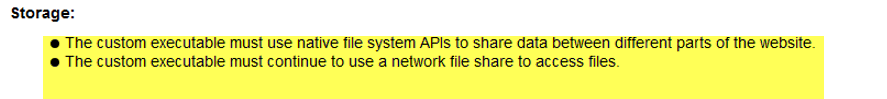 Storage:
● The custom executable must use native file system APIs to share data between different parts of the website.
● The custom executable must continue to use a network file share to access files.